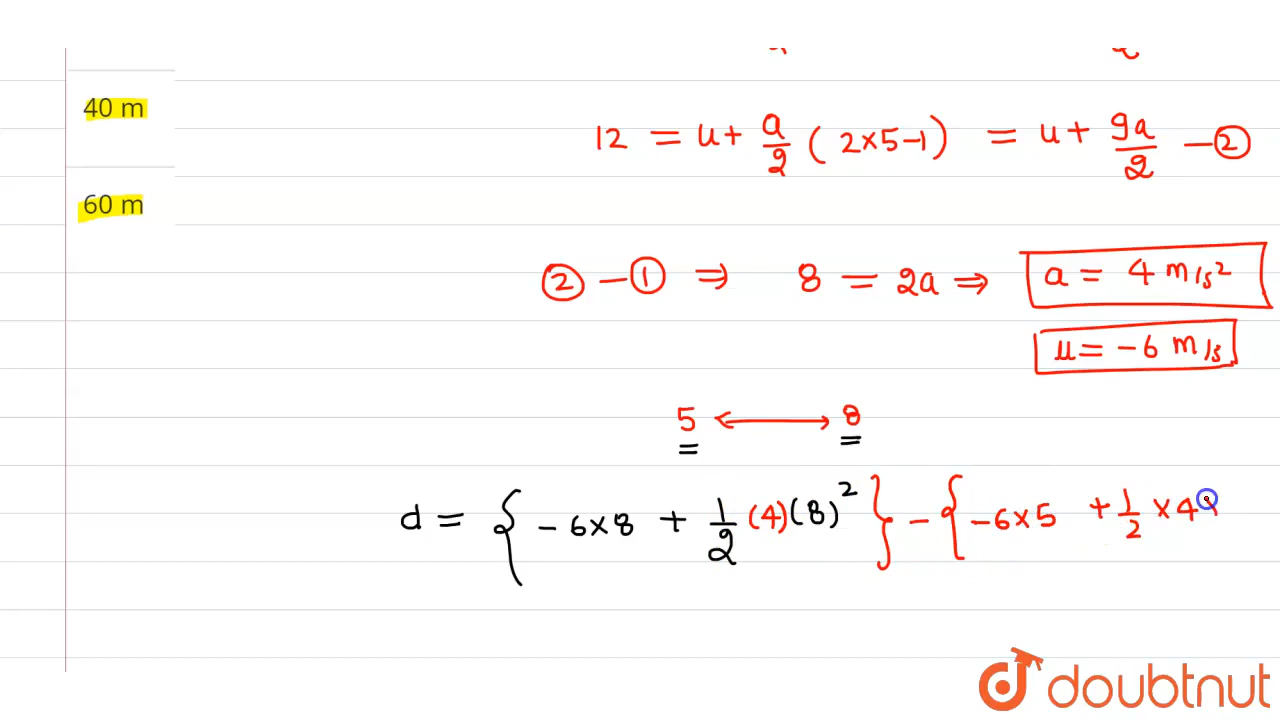 40 m
12 = u + a/2 ( 2×5-1) = u + 9a/2 - ②
60 m
② - ① ⇒ 8 = 2a ⇒ a = 4 m/s²
u = -6 m/s
5 ⟷ 8
d = { - 6×8 + 1/2 (4)(8)² } - { -6×5 + 1/2 ×4
doubtnut